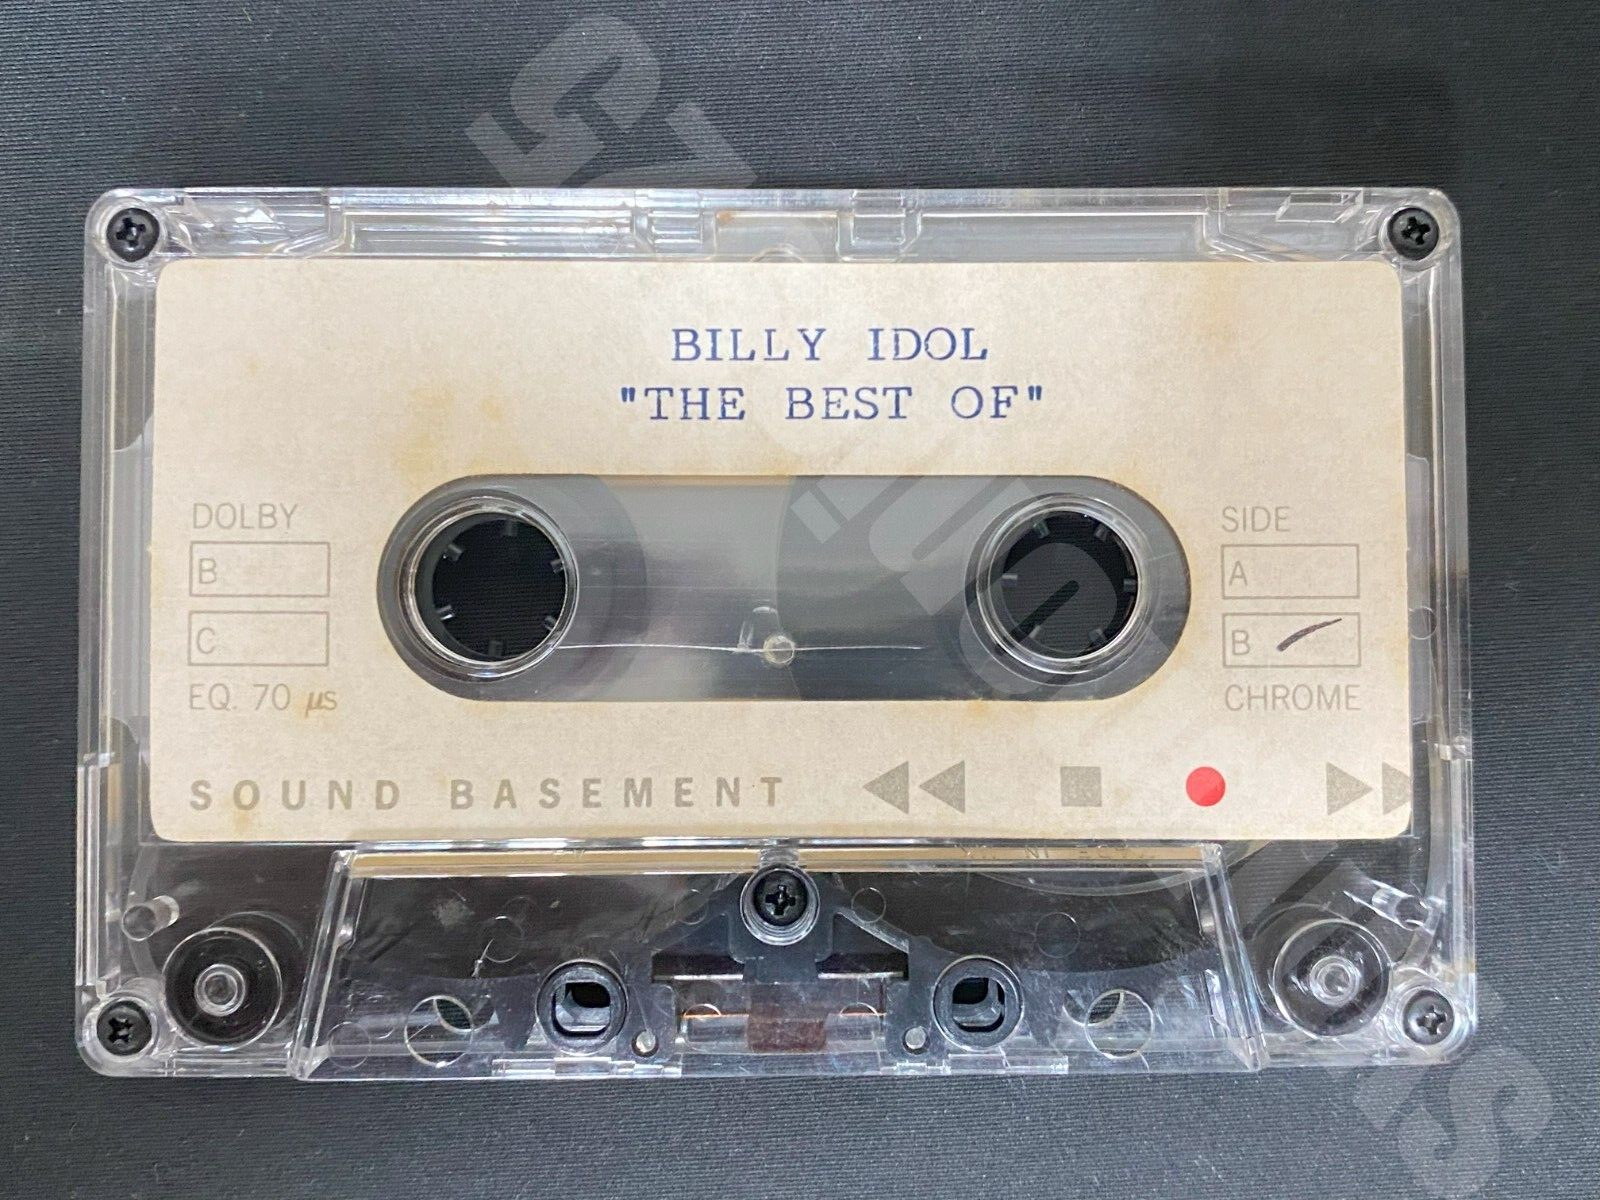 BILLY IDOL
"THE BEST OF"
DOLBY
B
C
EQ. 70 µs
SIDE
A
B
CHROME
SOUND BASEMENT